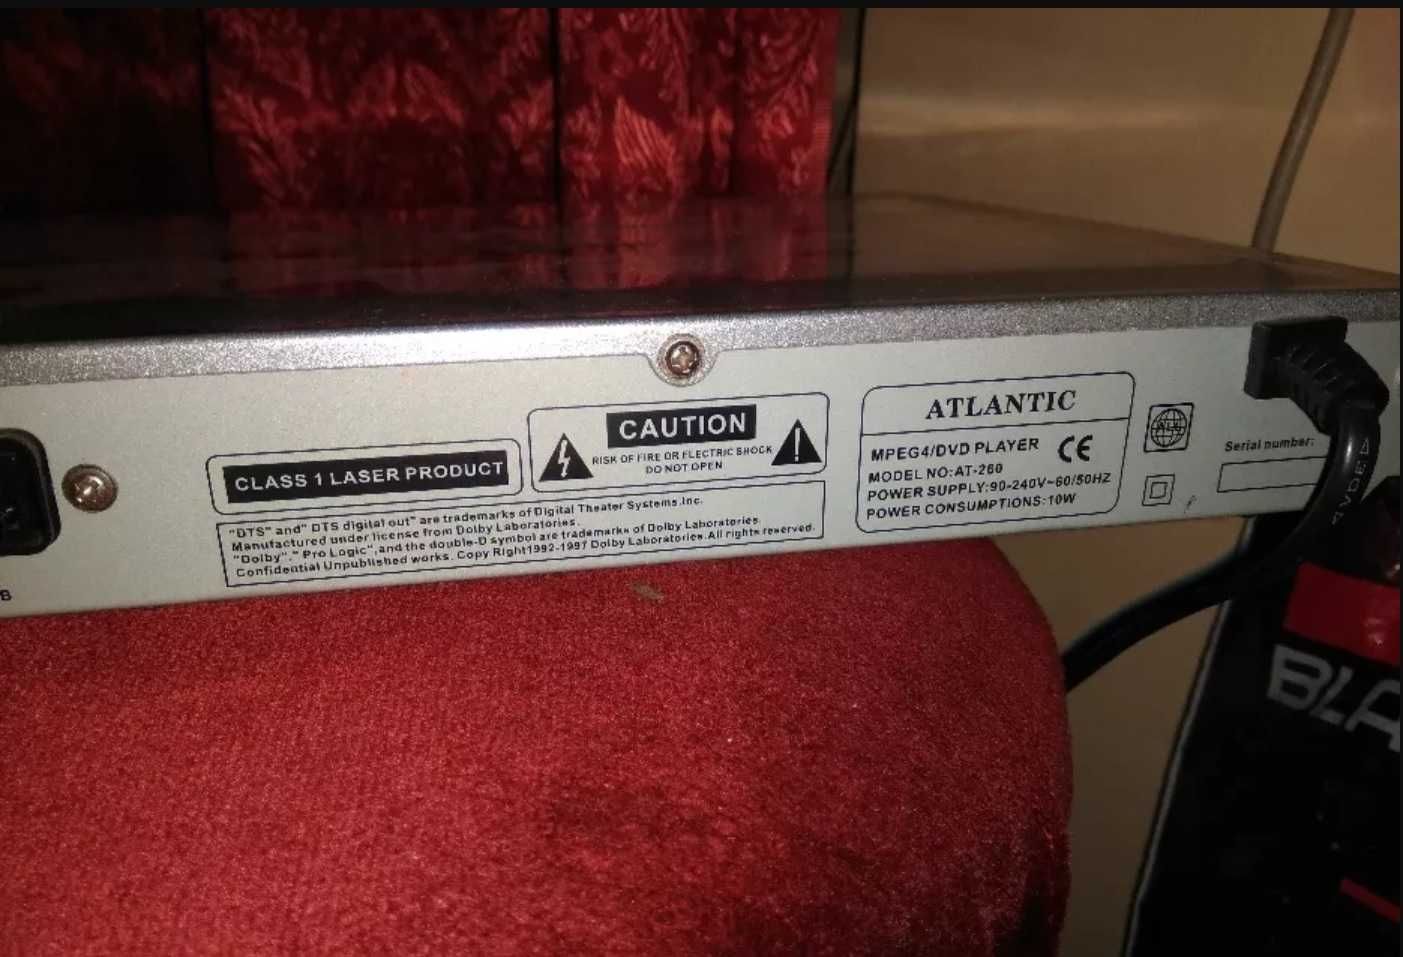 CLASS 1 LASER PRODUCT
CAUTION
RISK OF FIRE OR ELECTRIC SHOCK
DO NOT OPEN
"DTS" and" DTS digital out" are trademarks of Digital Theater Systems.Inc.
Manufactured under license from Dolby Laboratories.
"Dolby"," Pro Logic",and the double-D symbol are trademarks of Dolby Laboratories.
Confidential Unpublished works. Copy Right1992-1997 Dolby Laboratories.All rights reserved.
ATLANTIC
MPEG4/DVD PLAYER
CE
MODEL NO:AT-260
POWER SUPPLY:90-240V~60/50HZ
POWER CONSUMPTIONS:10W
ALL
Serial number:
B
BLA